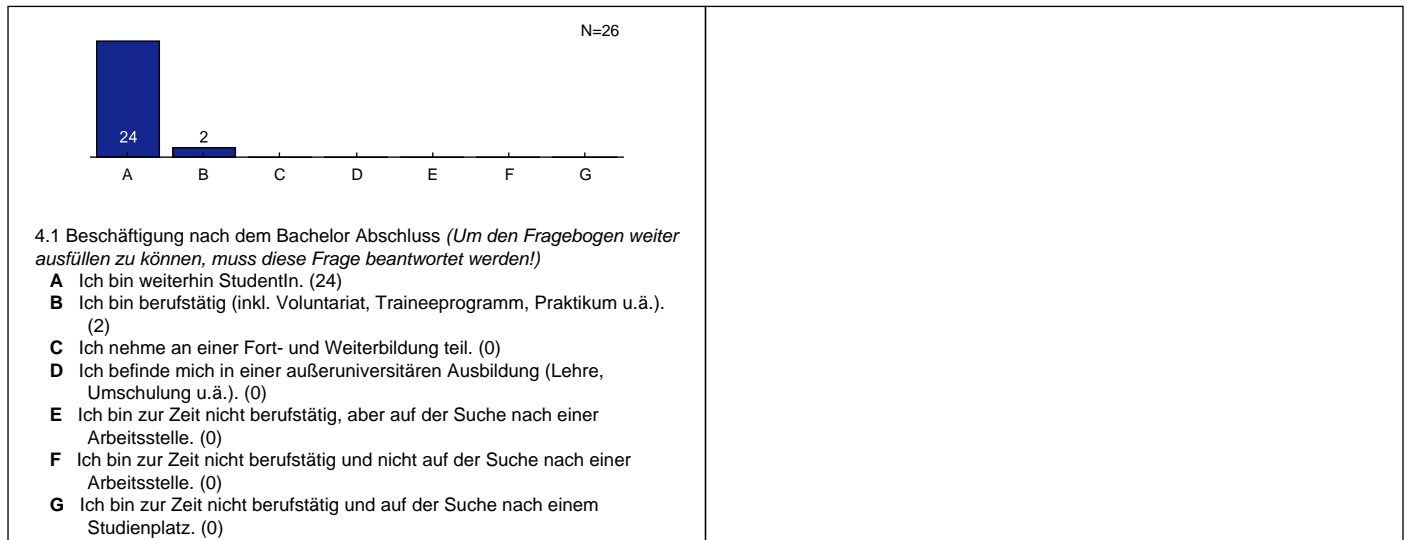 N=26
24 2
A B C D E F G
4.1 Beschäftigung nach dem Bachelor Abschluss (Um den Fragebogen weiter
ausfüllen zu können, muss diese Frage beantwortet werden!)
A Ich bin weiterhin StudentIn. (24)
B Ich bin berufstätig (inkl. Voluntariat, Traineeprogramm, Praktikum u.ä.).
(2)
C Ich nehme an einer Fort- und Weiterbildung teil. (0)
D Ich befinde mich in einer außeruniversitären Ausbildung (Lehre,
Umschulung u.ä.). (0)
E Ich bin zur Zeit nicht berufstätig, aber auf der Suche nach einer
Arbeitsstelle. (0)
F Ich bin zur Zeit nicht berufstätig und nicht auf der Suche nach einer
Arbeitsstelle. (0)
G Ich bin zur Zeit nicht berufstätig und auf der Suche nach einem
Studienplatz. (0)